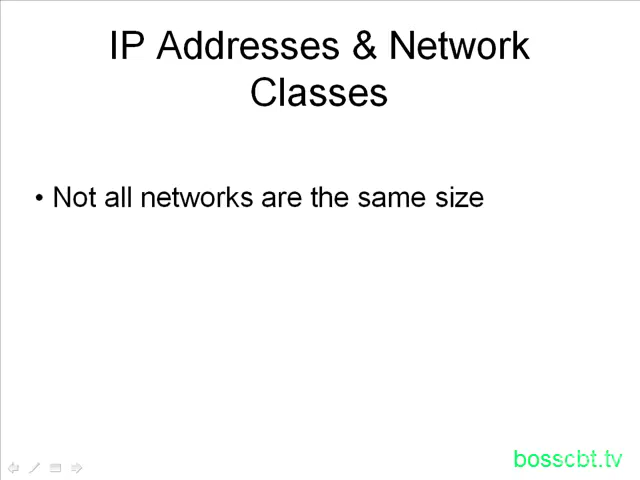 IP Addresses & Network
Classes
• Not all networks are the same size
bosscbt.tv